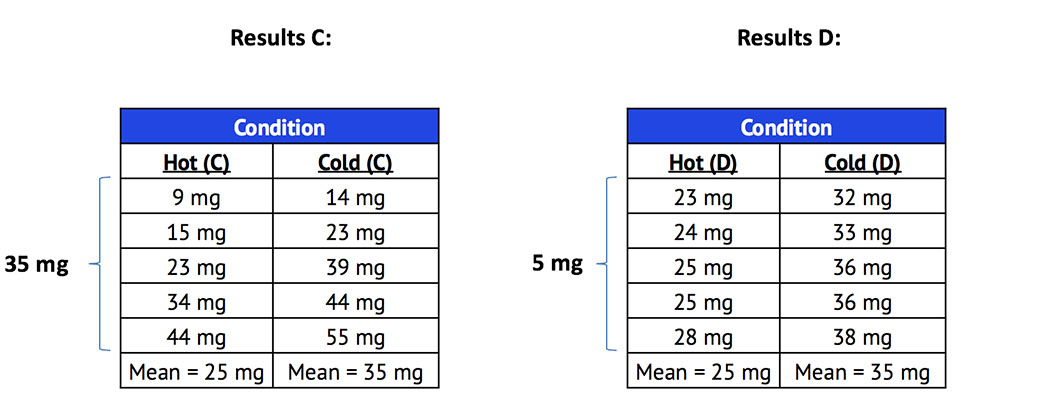 Results C:
Results D:
Condition
Hot (C) Cold (C)
9 mg 14 mg
15 mg 23 mg
23 mg 39 mg
34 mg 44 mg
44 mg 55 mg
Mean = 25 mg Mean = 35 mg
35 mg
Condition
Hot (D) Cold (D)
23 mg 32 mg
24 mg 33 mg
25 mg 36 mg
25 mg 36 mg
28 mg 38 mg
Mean = 25 mg Mean = 35 mg
5 mg